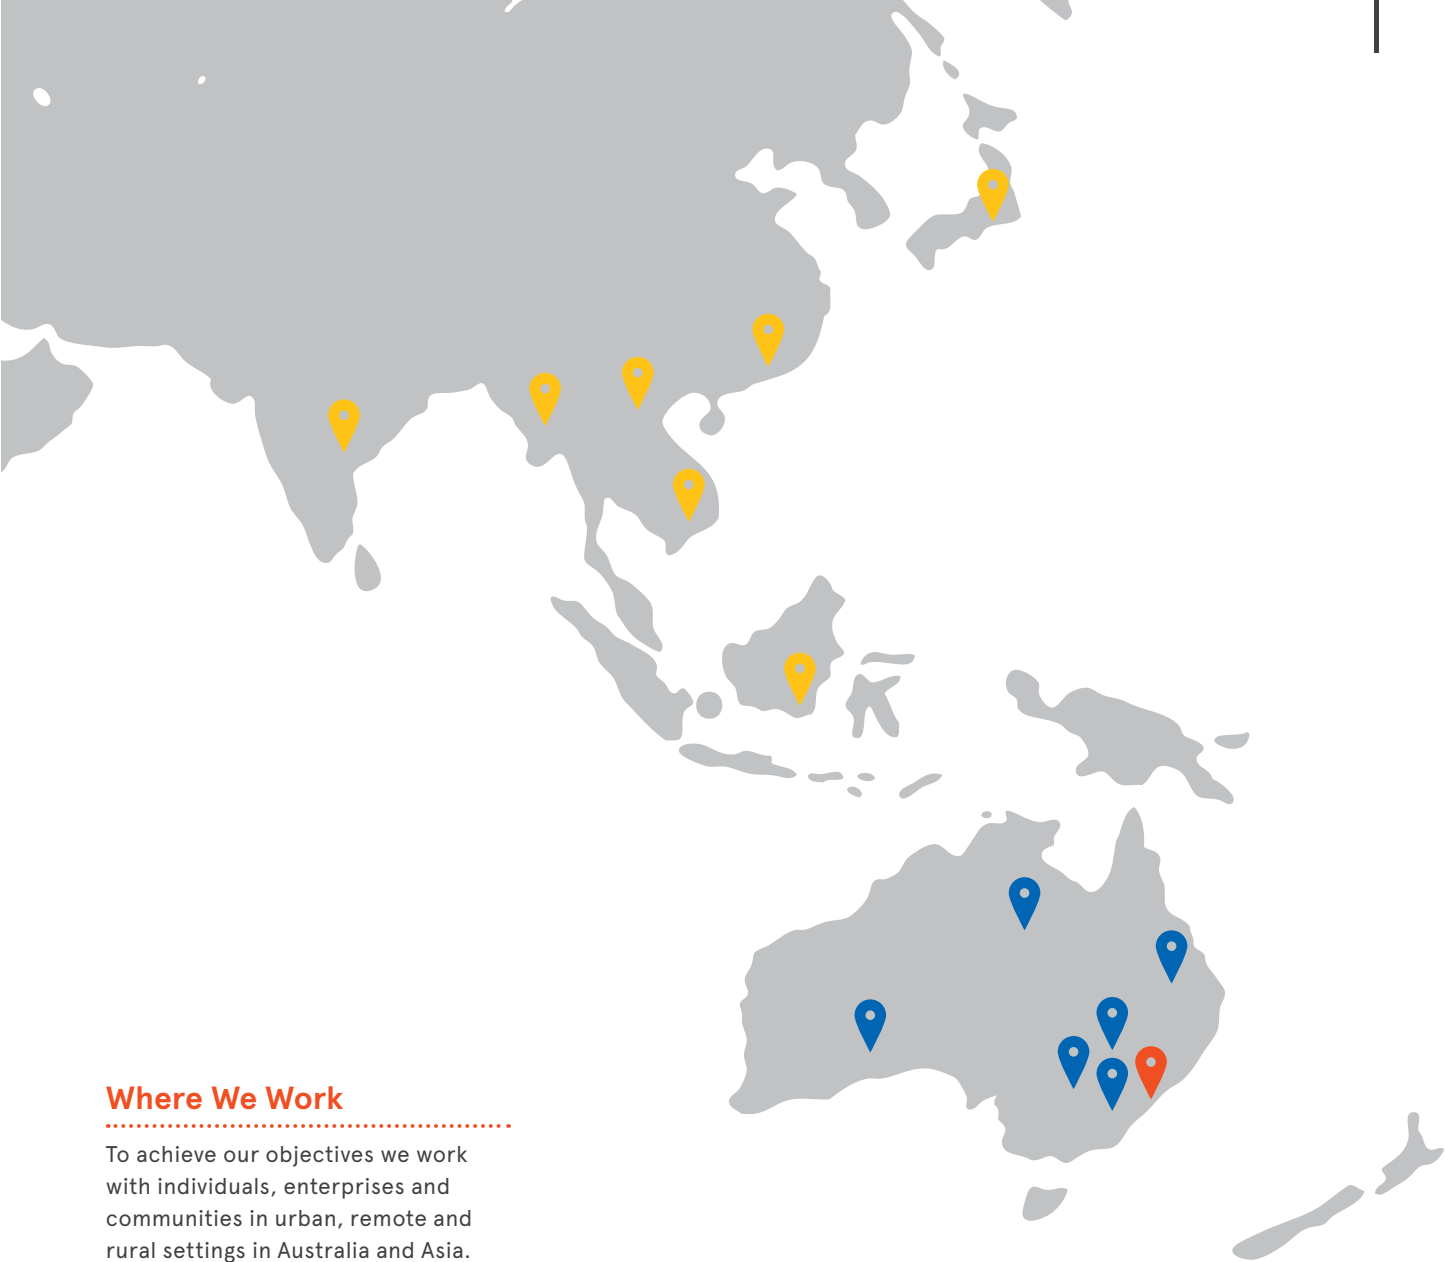 Where We Work
To achieve our objectives we work
with individuals, enterprises and
communities in urban, remote and
rural settings in Australia and Asia.